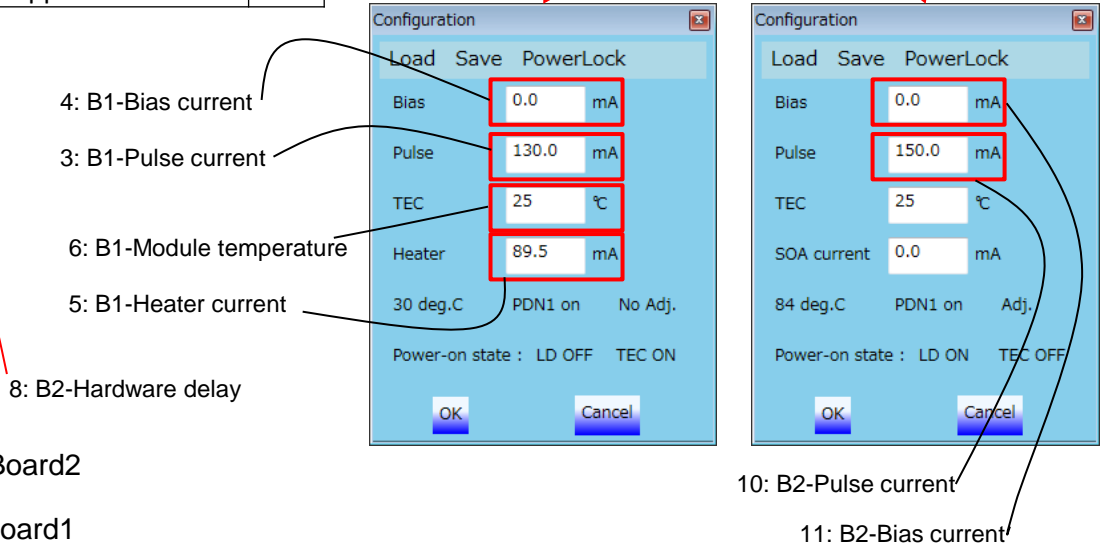 Configuration
Load Save PowerLock
Bias 0.0 mA
Pulse 130.0 mA
TEC 25 ℃
Heater 89.5 mA
30 deg.C PDN1 on No Adj.
Power-on state : LD OFF TEC ON
OK Cancel
Configuration
Load Save PowerLock
Bias 0.0 mA
Pulse 150.0 mA
TEC 25 ℃
SOA current 0.0 mA
84 deg.C PDN1 on Adj.
Power-on state : LD ON TEC OFF
OK Cancel
4: B1-Bias current
3: B1-Pulse current
6: B1-Module temperature
5: B1-Heater current
8: B2-Hardware delay
10: B2-Pulse current
11: B2-Bias current
oard2
oard1